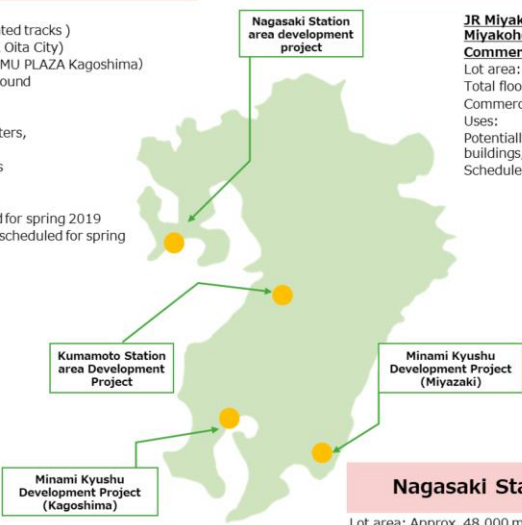 ted tracks )
Oita City)
MU PLAZA Kagoshima)
ound
ters,
s
d for spring 2019
scheduled for spring
Nagasaki Station
area development
project
JR Miyak
Miyakoh
Commer
Lot area:
Total floo
Commerc
Uses:
Potentiall
buildings,
Schedule
Kumamoto Station
area Development
Project
Minami Kyushu
Development Project
(Miyazaki)
Minami Kyushu
Development Project
(Kagoshima)
Nagasaki Sta
Lot area: Approx. 48,000 m